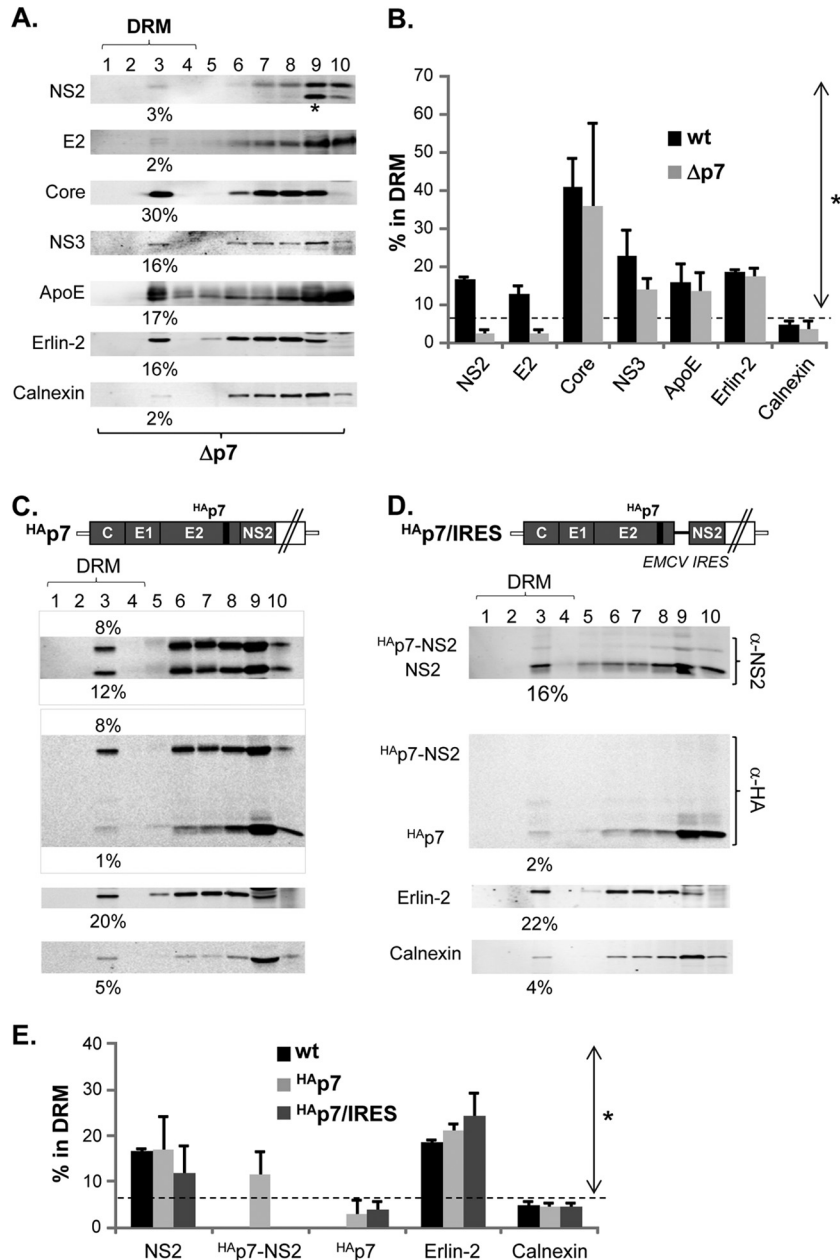 A.
DRM
1 2 3 4 5 6 7 8 9 10
NS2
*
3%
E2
2%
Core
30%
NS3
16%
ApoE
17%
Erlin-2
16%
Calnexin
2%
Δp7
B.
% in DRM
70
60
50
40
30
20
10
0
wt
Δp7
*
NS2 E2 Core NS3 ApoE Erlin-2 Calnexin
C.
HAp7
HAp7 C E1 E2 NS2
DRM
1 2 3 4 5 6 7 8 9 10
8%
12%
8%
1%
20%
5%
D.
HAp7
HAp7/IRES C E1 E2 NS2
EMCV IRES
DRM
1 2 3 4 5 6 7 8 9 10
HAp7-NS2
NS2
α-NS2
16%
HAp7-NS2
α-HA
HAp7
2%
Erlin-2
22%
Calnexin
4%
E.
% in DRM
40
30
20
10
0
wt
HAp7
HAp7/IRES
*
NS2 HAp7-NS2 HAp7 Erlin-2 Calnexin